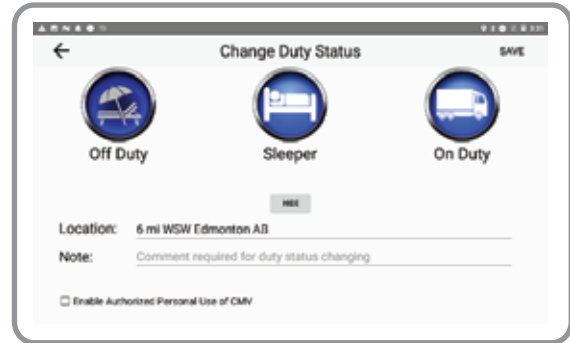 Change Duty Status
SAVE
Off Duty
Sleeper
On Duty
Location: 6 mi WSW Edmonton AB
Note: Comment required for duty status changing
Enable Authorized Personal Use of CMV